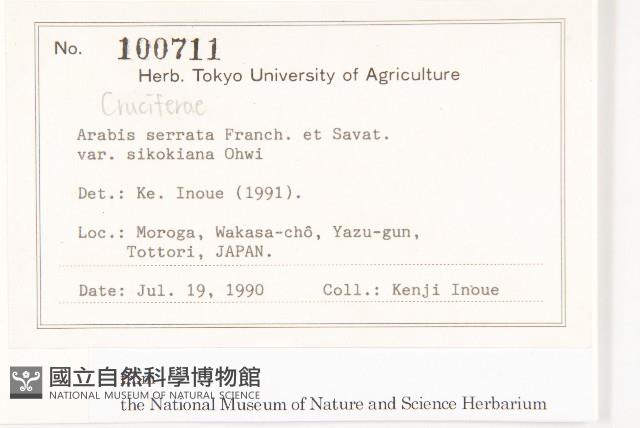 No. 100711
Herb. Tokyo University of Agriculture
Cruciferae
Arabis serrata Franch. et Savat.
var. sikokiana Ohwi
Det.: Ke. Inoue (1991).
Loc.: Moroga, Wakasa-chô, Yazu-gun,
Tottori, JAPAN.
Date: Jul. 19, 1990 Coll.: Kenji Inoue
國立自然科學博物館
NATIONAL MUSEUM OF NATURAL SCIENCE
the National Museum of Nature and Science Herbarium